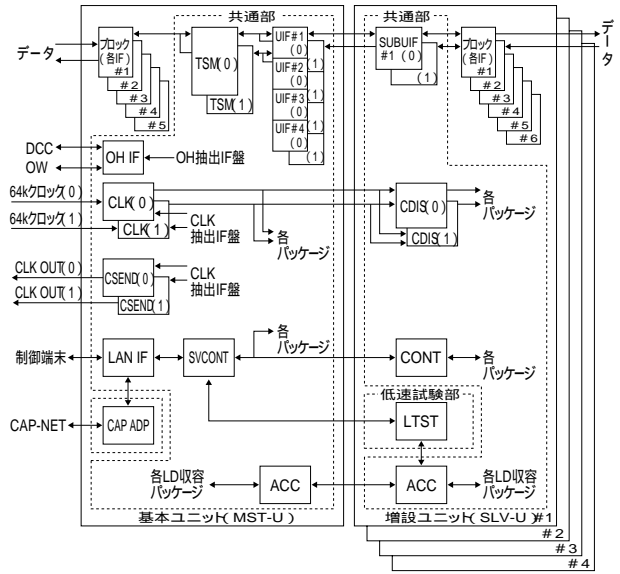 共通部
共通部
データ
ブロック
(各IF)
#1
#2
#3
#4
#5
TSM(0)
TSM(1)
UIF#1
(0)
(1)
UIF#2
(0)
(1)
UIF#3
(0)
(1)
UIF#4
(0)
(1)
SUBUIF
#1 (0)
(1)
ブロック
(各IF)
#1
#2
#3
#4
#5
#6
データ
DCC
OW
OH IF
OH抽出IF盤
64kクロック(0)
64kクロック(1)
CLK(0)
CLK(1)
CLK
抽出IF盤
各
パッケージ
CDIS(0)
CDIS(1)
各
パッケージ
CLK OUT(0)
CLK OUT(1)
CSEND(0)
CSEND(1)
CLK
抽出IF盤
制御端末
LAN IF
SVCONT
各
パッケージ
CONT
各
パッケージ
CAP-NET
CAP ADP
低速試験部
LTST
各LD収容
パッケージ
ACC
ACC
各LD収容
パッケージ
基本ユニット(MST-U)
増設ユニット(SLV-U)#1
#2
#3
#4